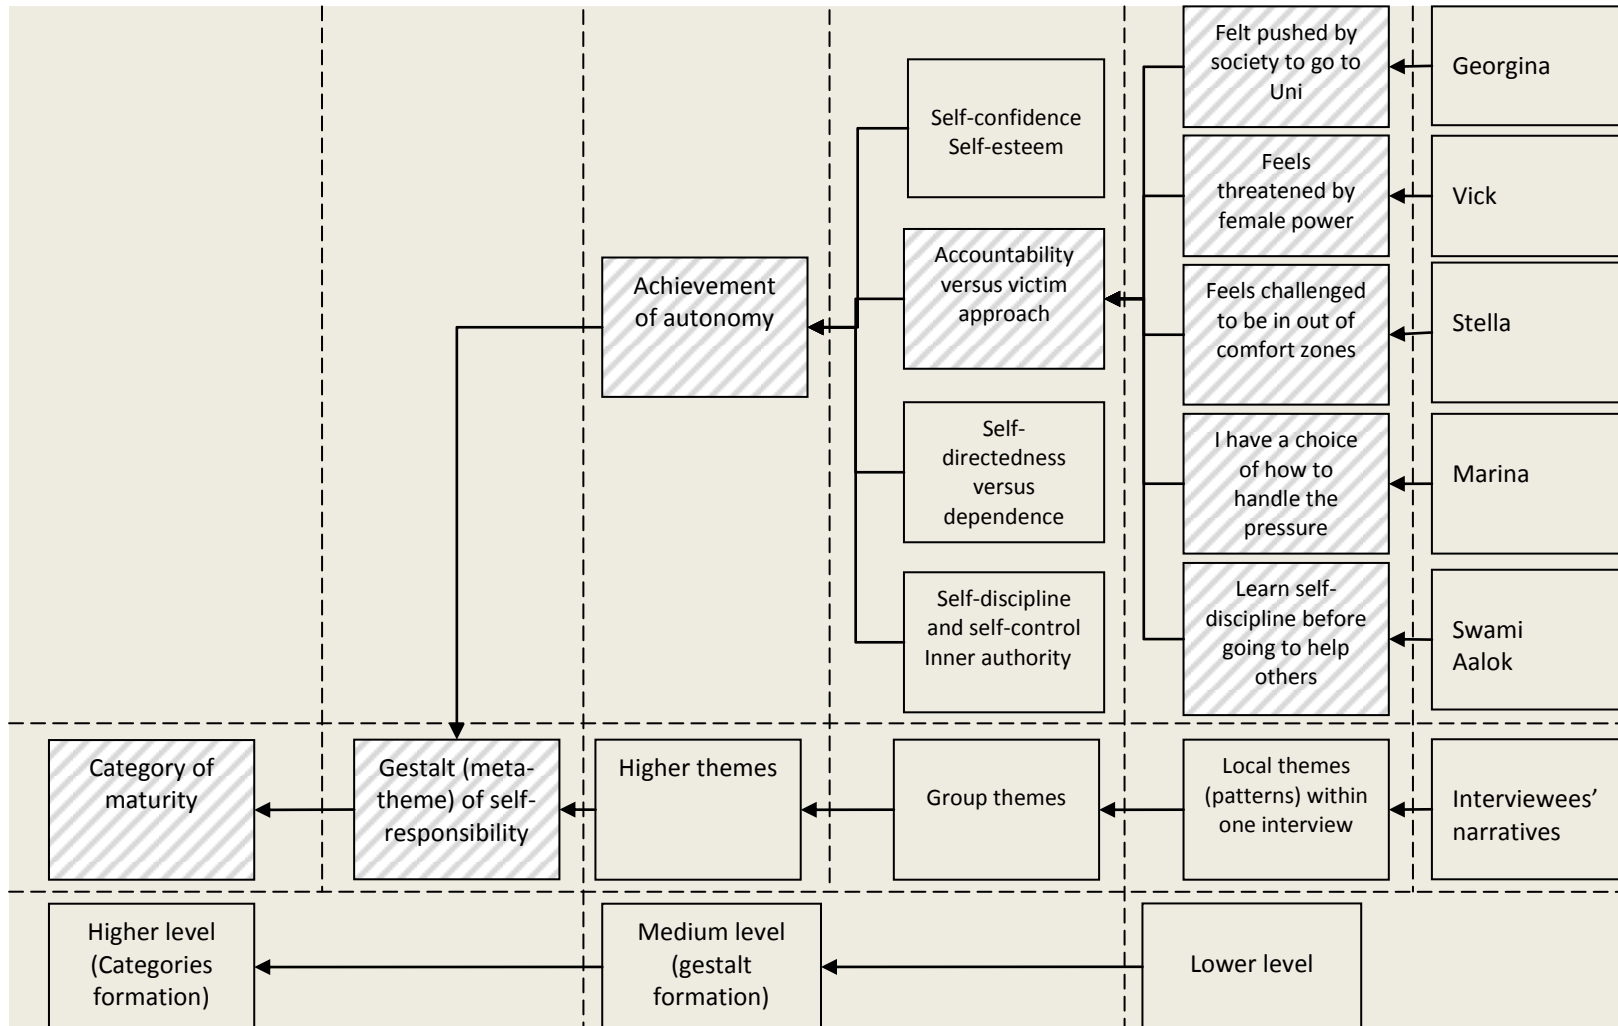 Felt pushed by
society to go to
Uni
Georgina
Self-confidence
Self-esteem
Feels
threatened by
female power
Vick
Achievement
of autonomy
Accountability
versus victim
approach
Feels challenged
to be in out of
comfort zones
Stella
Self-
directedness
versus
dependence
I have a choice
of how to
handle the
pressure
Marina
Self-discipline
and self-control
Inner authority
Learn self-
discipline before
going to help
others
Swami
Aalok
Category of
maturity
Gestalt (meta-
theme) of self-
responsibility
Higher themes
Group themes
Local themes
(patterns) within
one interview
Interviewees’
narratives
Higher level
(Categories
formation)
Medium level
(gestalt
formation)
Lower level